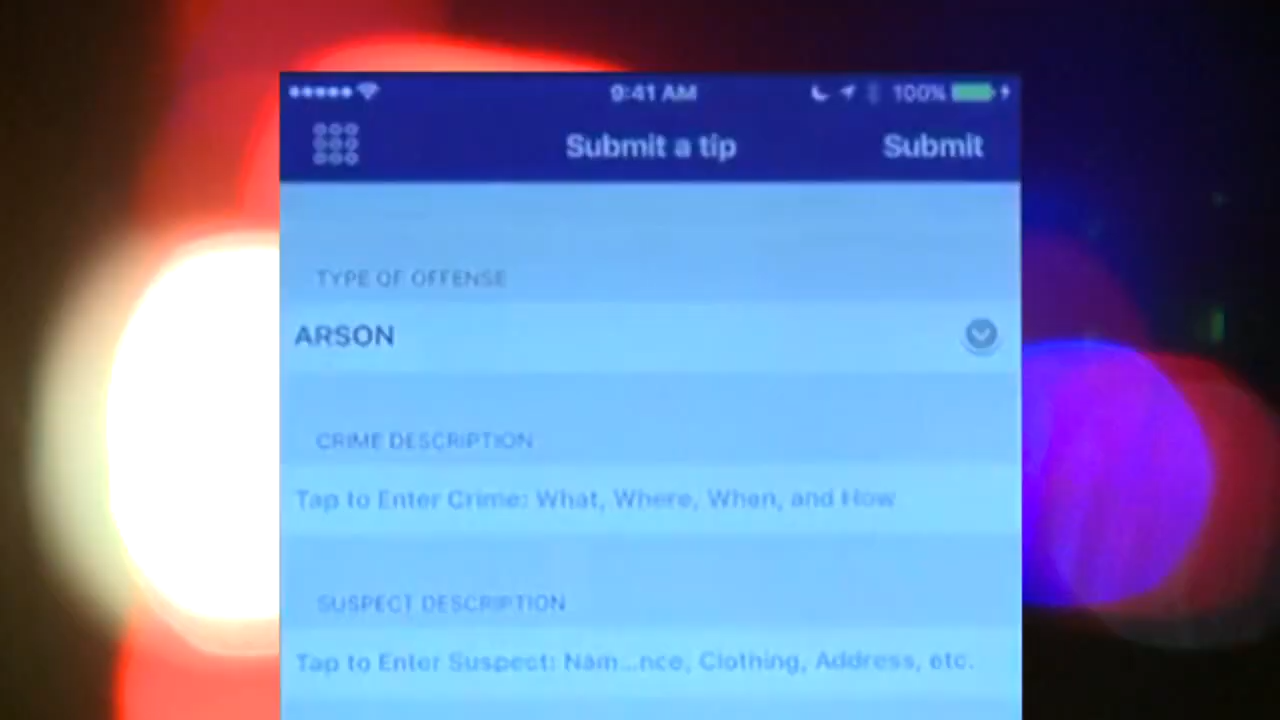 9:41 AM 100%
Submit a tip Submit
TYPE OF OFFENSE
ARSON
CRIME DESCRIPTION
Tap to Enter Crime: What, Where, When, and How
SUSPECT DESCRIPTION
Tap to Enter Suspect: Nam...nce, Clothing, Address, etc.